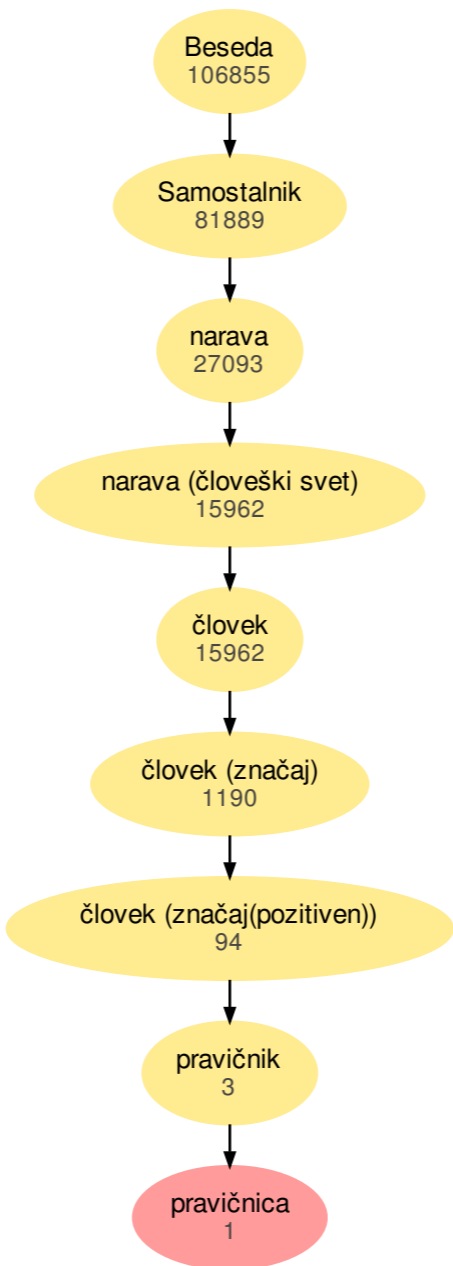 Beseda
106855
Samostalnik
81889
narava
27093
narava (človeški svet)
15962
človek
15962
človek (značaj)
1190
človek (značaj(pozitiven))
94
pravičnik
3
pravičnica
1